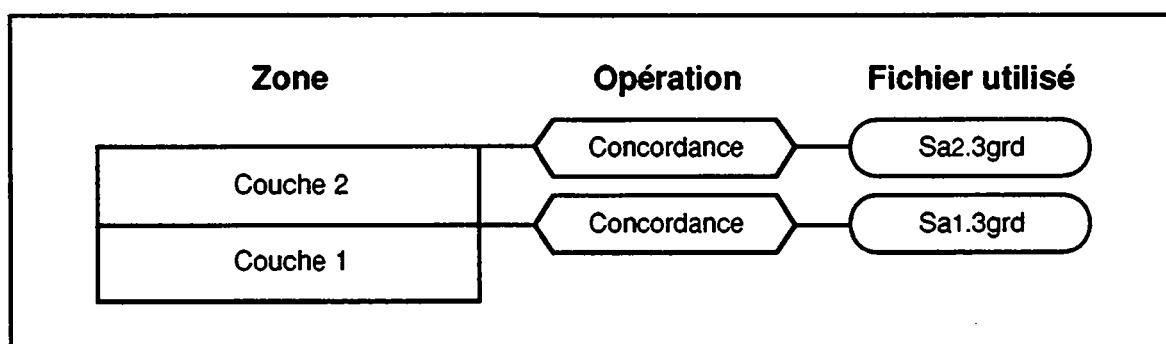 Zone Opération Fichier utilisé
Concordance Sa2.3grd
Couche 2
Concordance Sa1.3grd
Couche 1